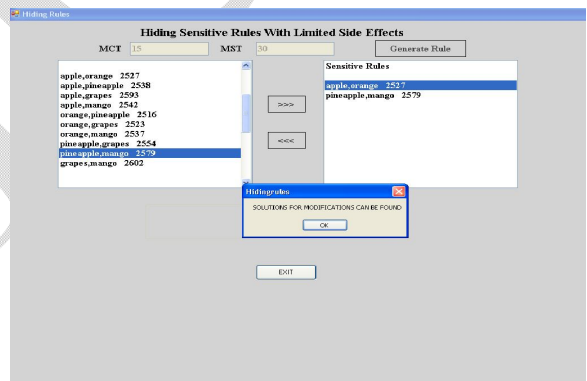 Hiding Rules
Hiding Sensitive Rules With Limited Side Effects
MCT 15 MST 30 Generate Rule
apple,orange 2527
apple,pineapple 2538
apple,grapes 2593
apple,mango 2542
orange,pineapple 2516
orange,grapes 2523
orange,mango 2537
pineapple,grapes 2554
pineapple,mango 2579
grapes,mango 2602
>>>
<<<
Sensitive Rules
apple,orange 2527
pineapple,mango 2579
Hidingrules
SOLUTIONS FOR MODIFICATIONS CAN BE FOUND
OK
EXIT